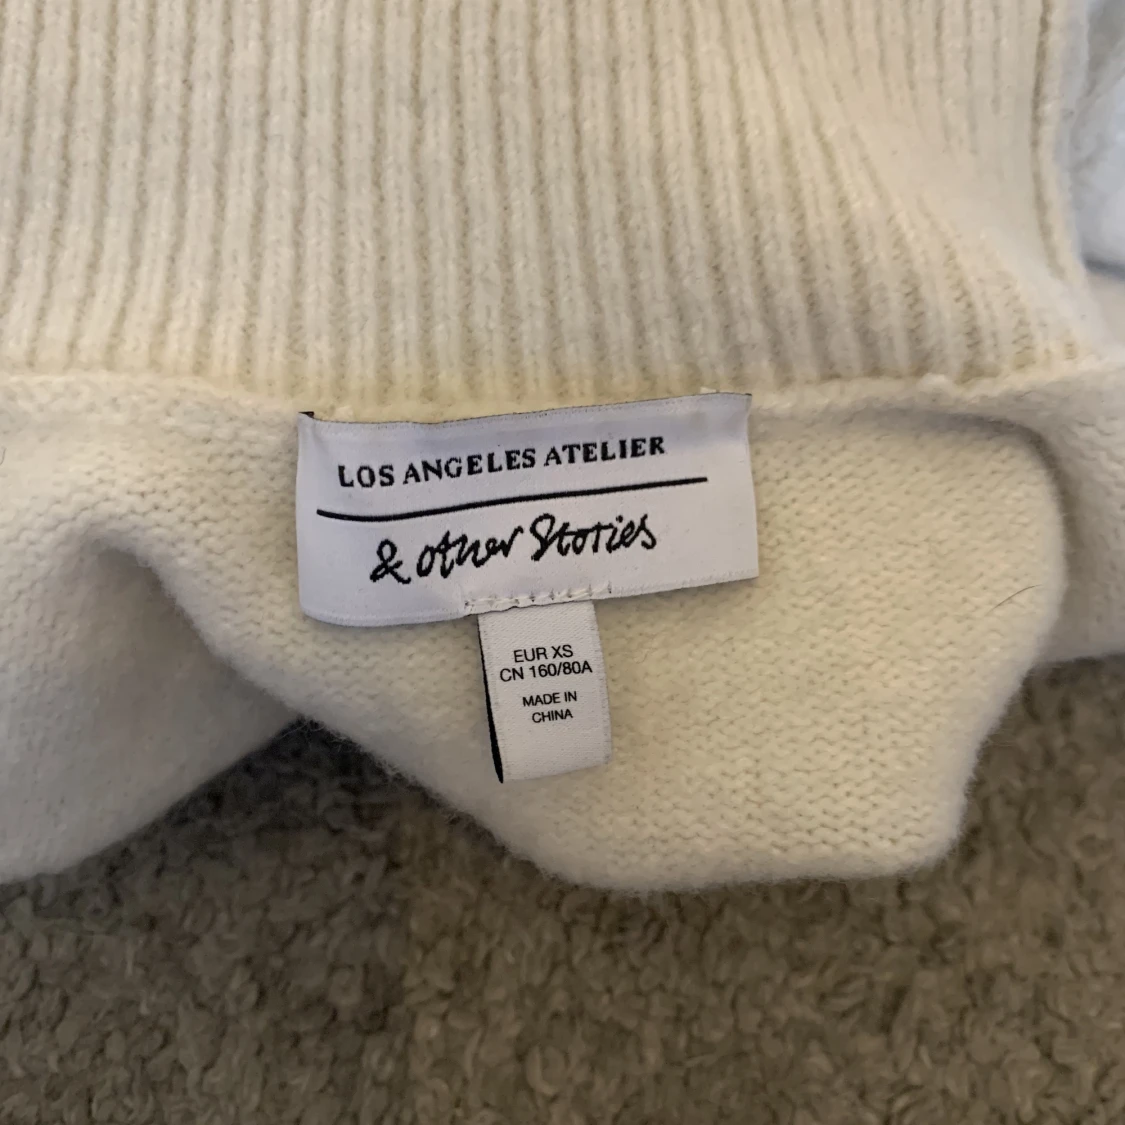 LOS ANGELES ATELIER
& other Stories
EUR XS
CN 160/80A
MADE IN
CHINA